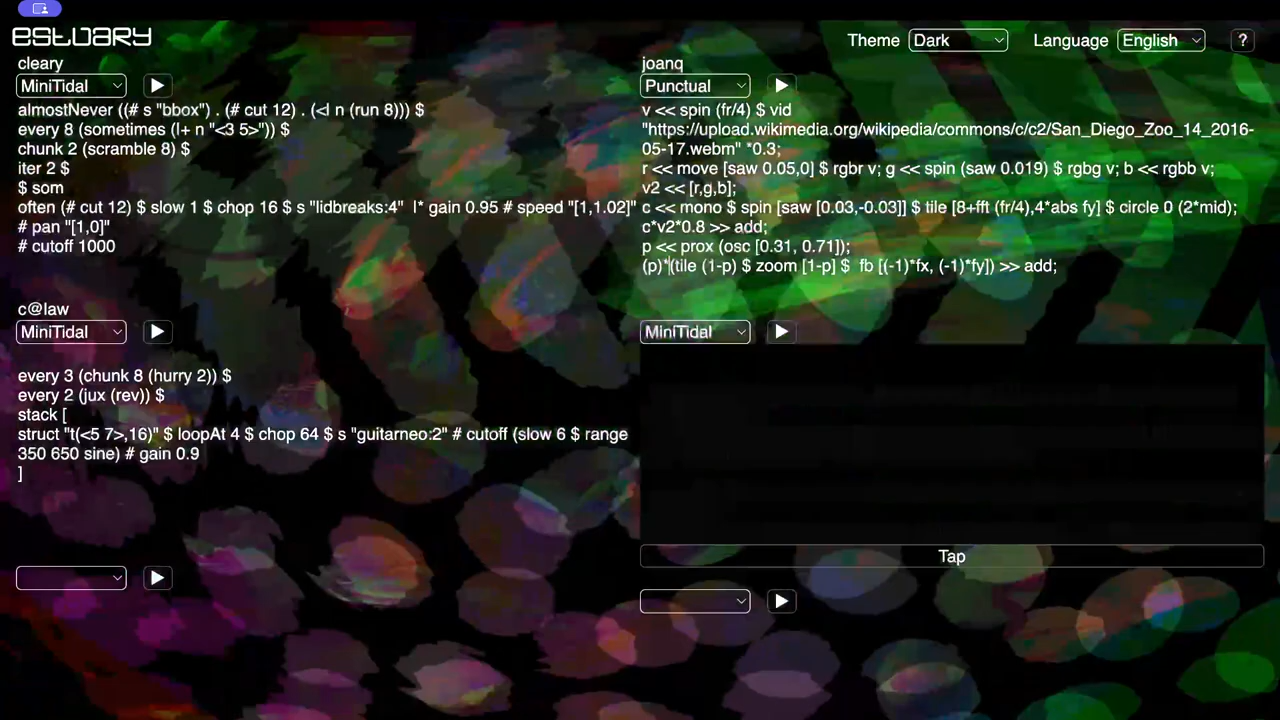 ESTUARY
Theme Dark Language English ?
cleary
MiniTidal
almostNever ((# s "bbox") . (# cut 12) . (<| n (run 8))) $
every 8 (sometimes (|+ n "<3 5>")) $
chunk 2 (scramble 8) $
iter 2 $
$ som
often (# cut 12) $ slow 1 $ chop 16 $ s "lidbreaks:4" |* gain 0.95 # speed "[1,1.02]"
# pan "[1,0]"
# cutoff 1000
joanq
Punctual
v << spin (fr/4) $ vid
"https://upload.wikimedia.org/wikipedia/commons/c/c2/San_Diego_Zoo_14_2016-
05-17.webm" *0.3;
r << move [saw 0.05,0] $ rgbr v; g << spin (saw 0.019) $ rgbg v; b << rgbb v;
v2 << [r,g,b];
c << mono $ spin [saw [0.03,-0.03]] $ tile [8+fft (fr/4),4*abs fy] $ circle 0 (2*mid);
c*v2*0.8 >> add;
p << prox (osc [0.31, 0.71]);
(p)*(tile (1-p) $ zoom [1-p] $ fb [(-1)*fx, (-1)*fy]) >> add;
c@law
MiniTidal
every 3 (chunk 8 (hurry 2)) $
every 2 (jux (rev)) $
stack [
struct "t(<5 7>,16)" $ loopAt 4 $ chop 64 $ s "guitarneo:2" # cutoff (slow 6 $ range
350 650 sine) # gain 0.9
]
MiniTidal
Tap